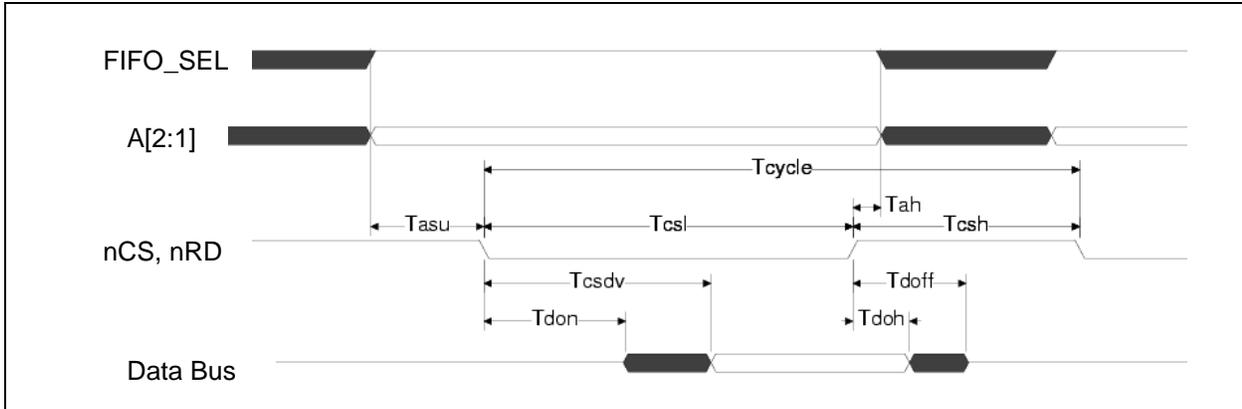 FIFO_SEL
A[2:1]
Tcycle
Tah
Tasu
Tcsl
Tcsh
nCS, nRD
Tcsdv
Tdoff
Tdon
Tdoh
Data Bus